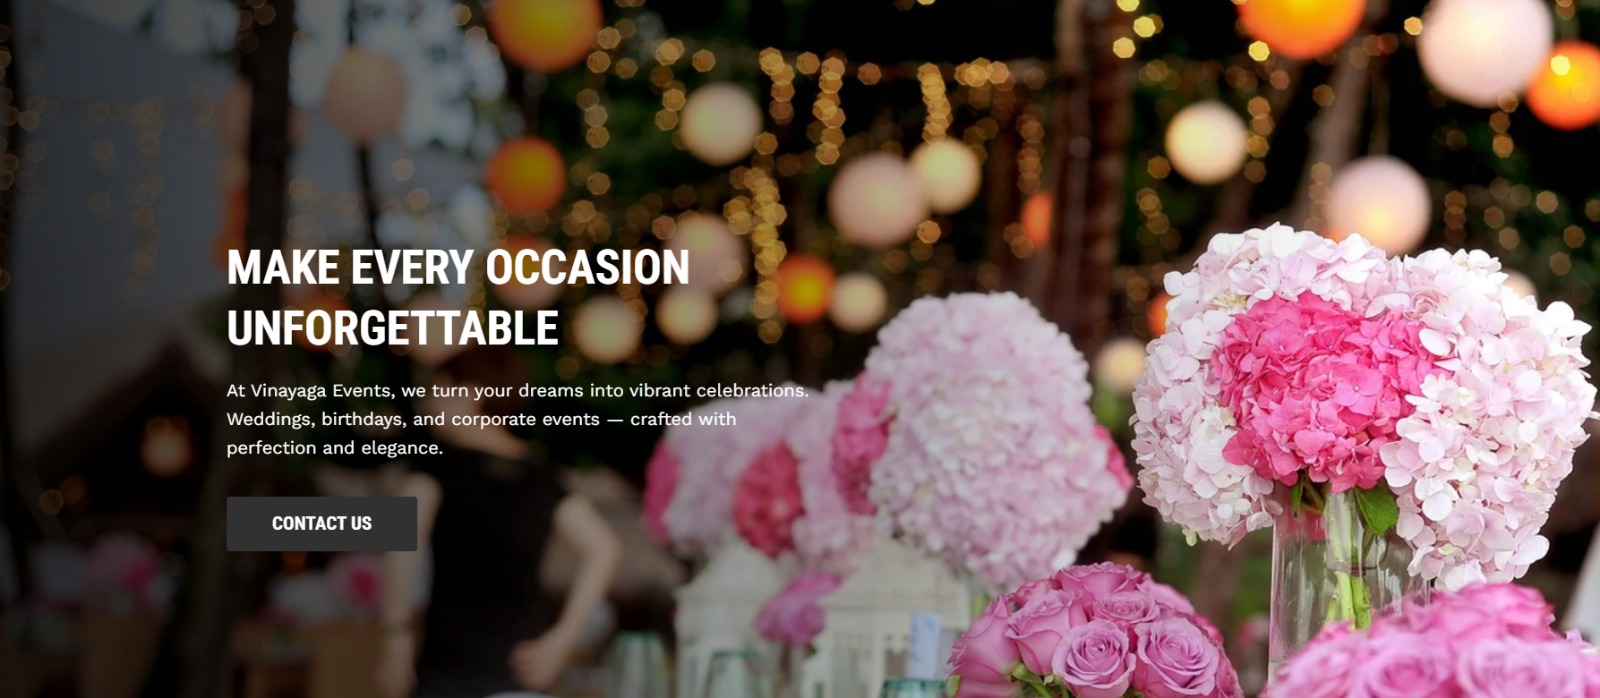 MAKE EVERY OCCASION
UNFORGETTABLE
At Vinayaga Events, we turn your dreams into vibrant celebrations.
Weddings, birthdays, and corporate events — crafted with
perfection and elegance.
CONTACT US